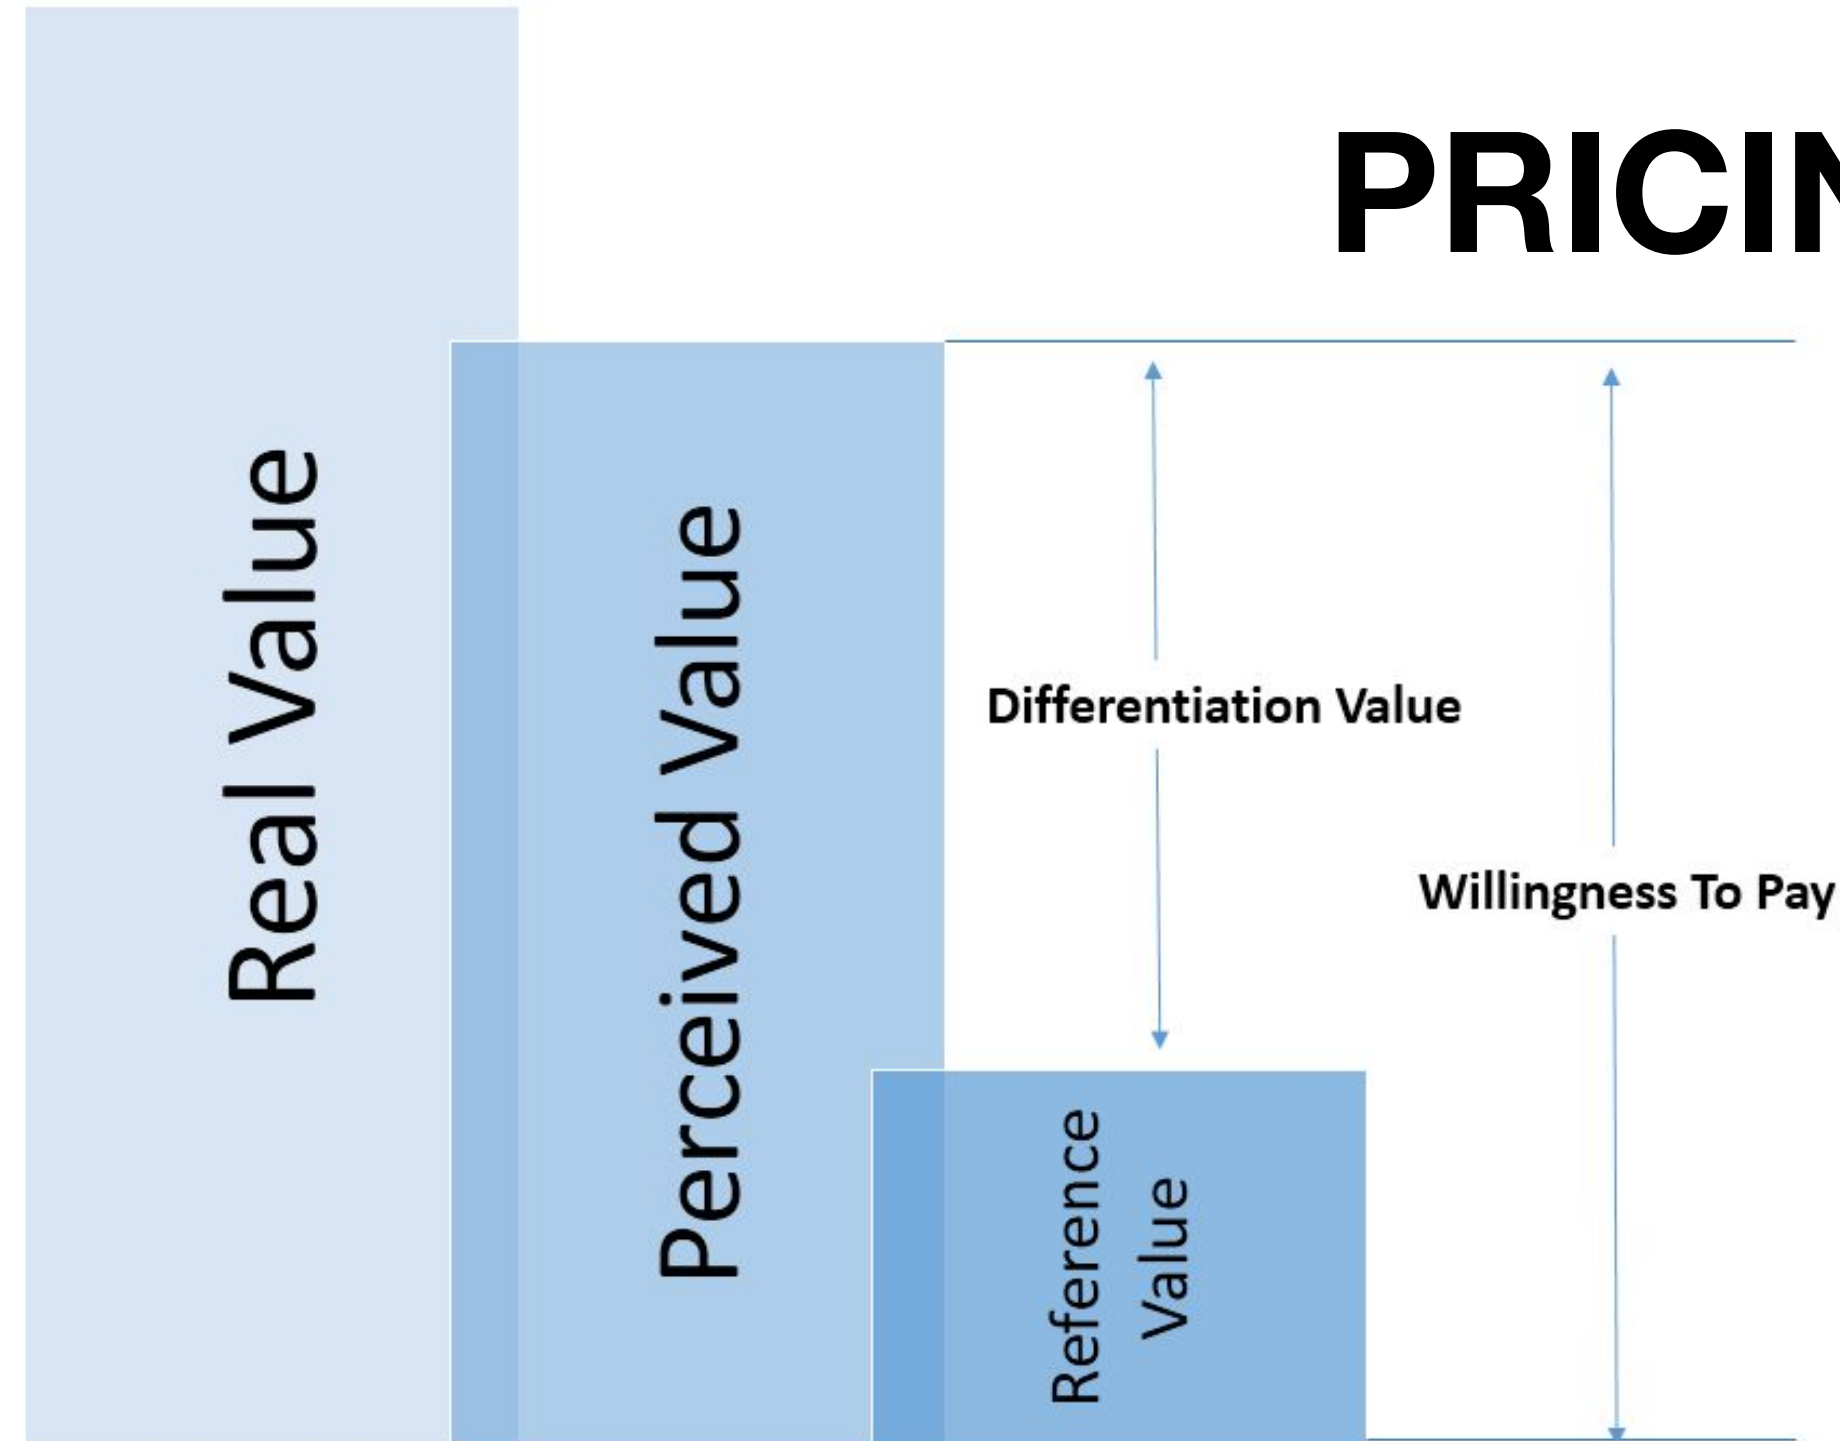 PRICIN
Real Value
Perceived Value
Differentiation Value
Willingness To Pay
Reference
Value